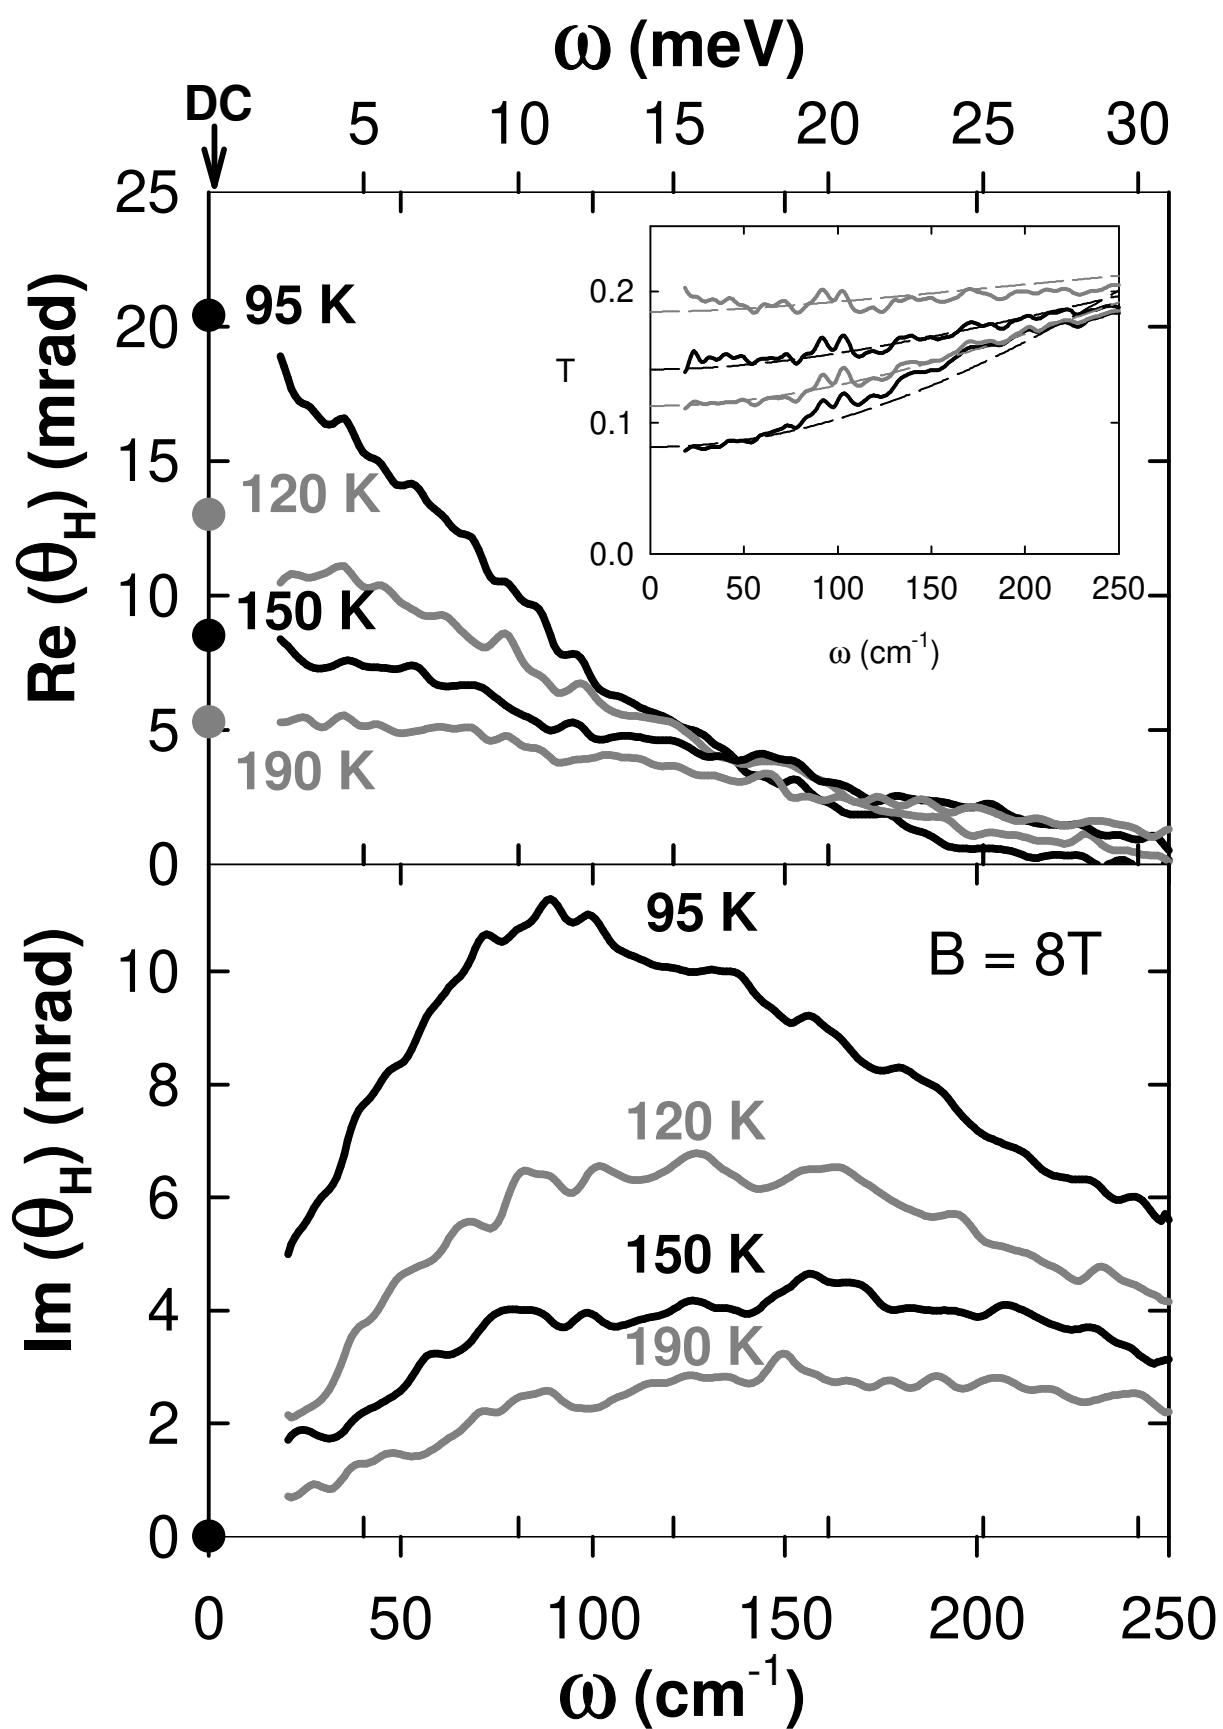 ω (meV)
DC
5 10 15 20 25 30
25
20
15
10
5
0
Re (θH) (mrad)
95 K
120 K
150 K
190 K
0.2
0.1
0.0
T
0 50 100 150 200 250
ω (cm-1)
10
8
6
4
2
0
Im (θH) (mrad)
95 K
B = 8T
120 K
150 K
190 K
0 50 100 150 200 250
ω (cm-1)